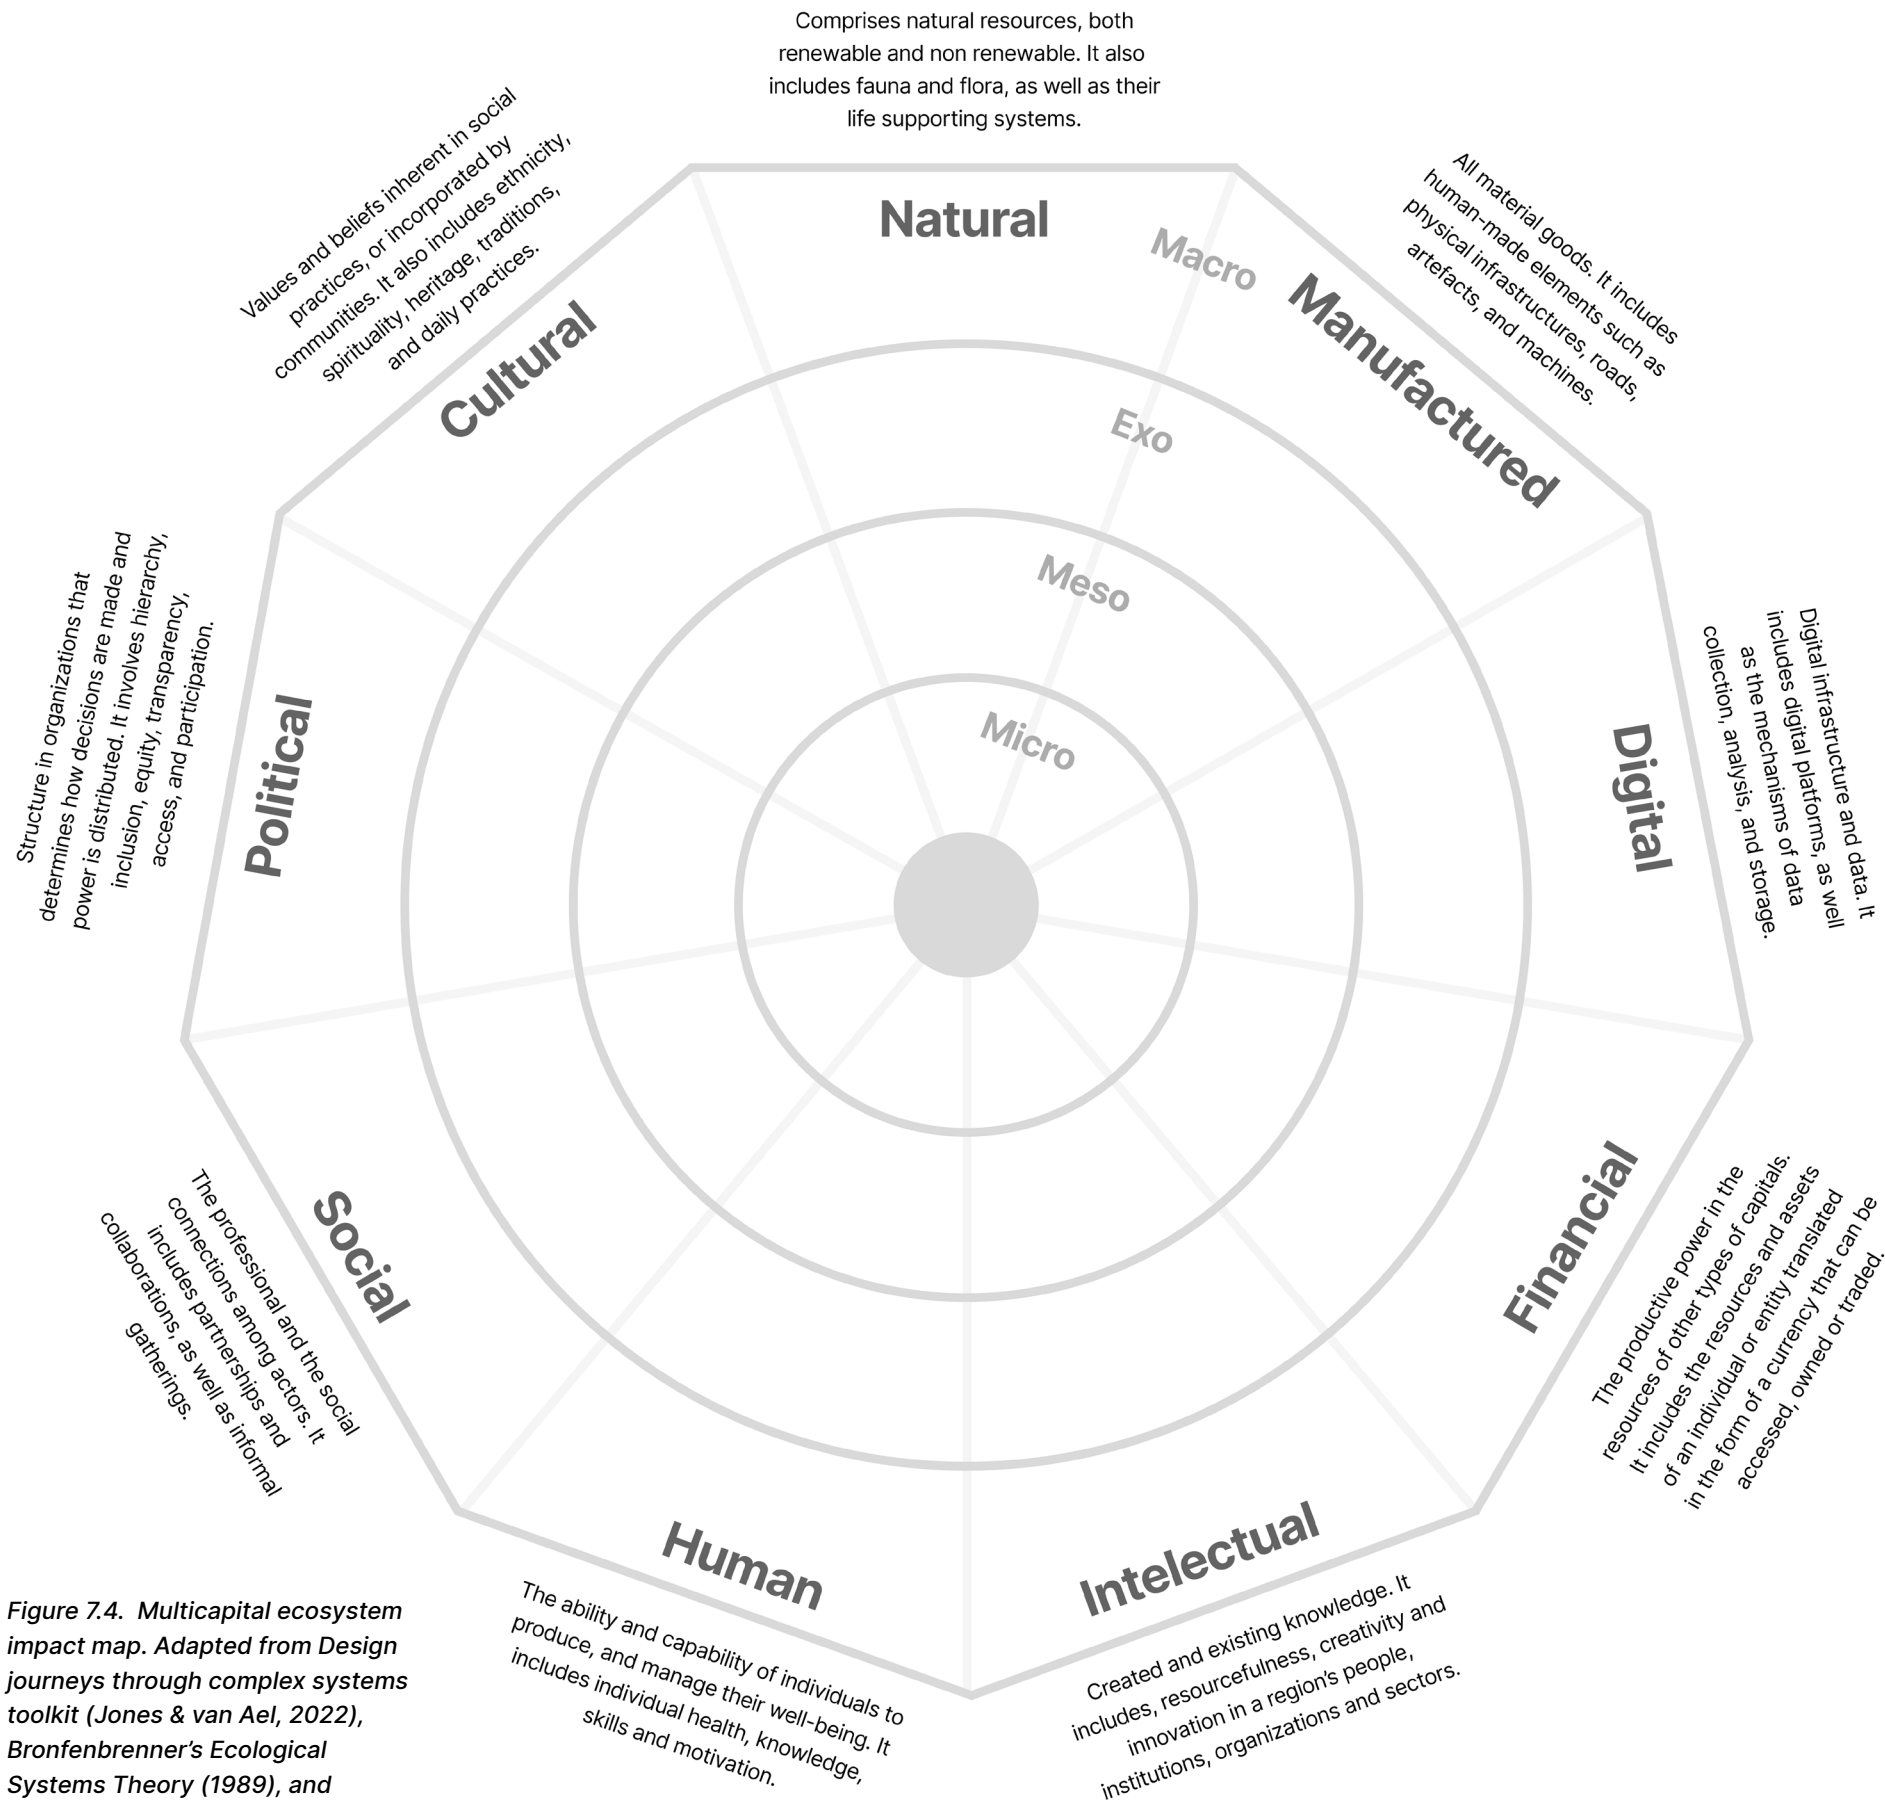 Comprises natural resources, both
renewable and non renewable. It also
includes fauna and flora, as well as their
life supporting systems.
Natural
All material goods. It includes
human-made elements such as
physical infrastructures, roads,
artefacts, and machines.
Manufactured
Digital infrastructure and data. It
includes digital platforms, as well
as the mechanisms of data
collection, analysis, and storage.
Digital
The productive power in the
resources of other types of capitals.
It includes the resources and assets
of an individual or entity translated
in the form of a currency that can be
accessed, owned or traded.
Financial
Intelectual
Created and existing knowledge. It
includes, resourcefulness, creativity and
innovation in a region's people,
institutions, organizations and sectors.
Human
The ability and capability of individuals to
produce, and manage their well-being. It
includes individual health, knowledge,
skills and motivation.
Social
The professional and the social
connections among actors. It
includes partnerships and
collaborations, as well as informal
gatherings.
Political
Structure in organizations that
determines how decisions are made and
power is distributed. It involves hierarchy,
inclusion, equity, transparency,
access, and participation.
Cultural
Values and beliefs inherent in social
practices, or incorporated by
communities. It also includes ethnicity,
spirituality, heritage, traditions,
and daily practices.
Macro
Exo
Meso
Micro
Figure 7.4. Multicapital ecosystem
impact map. Adapted from Design
journeys through complex systems
toolkit (Jones & van Ael, 2022),
Bronfenbrenner's Ecological
Systems Theory (1989), and